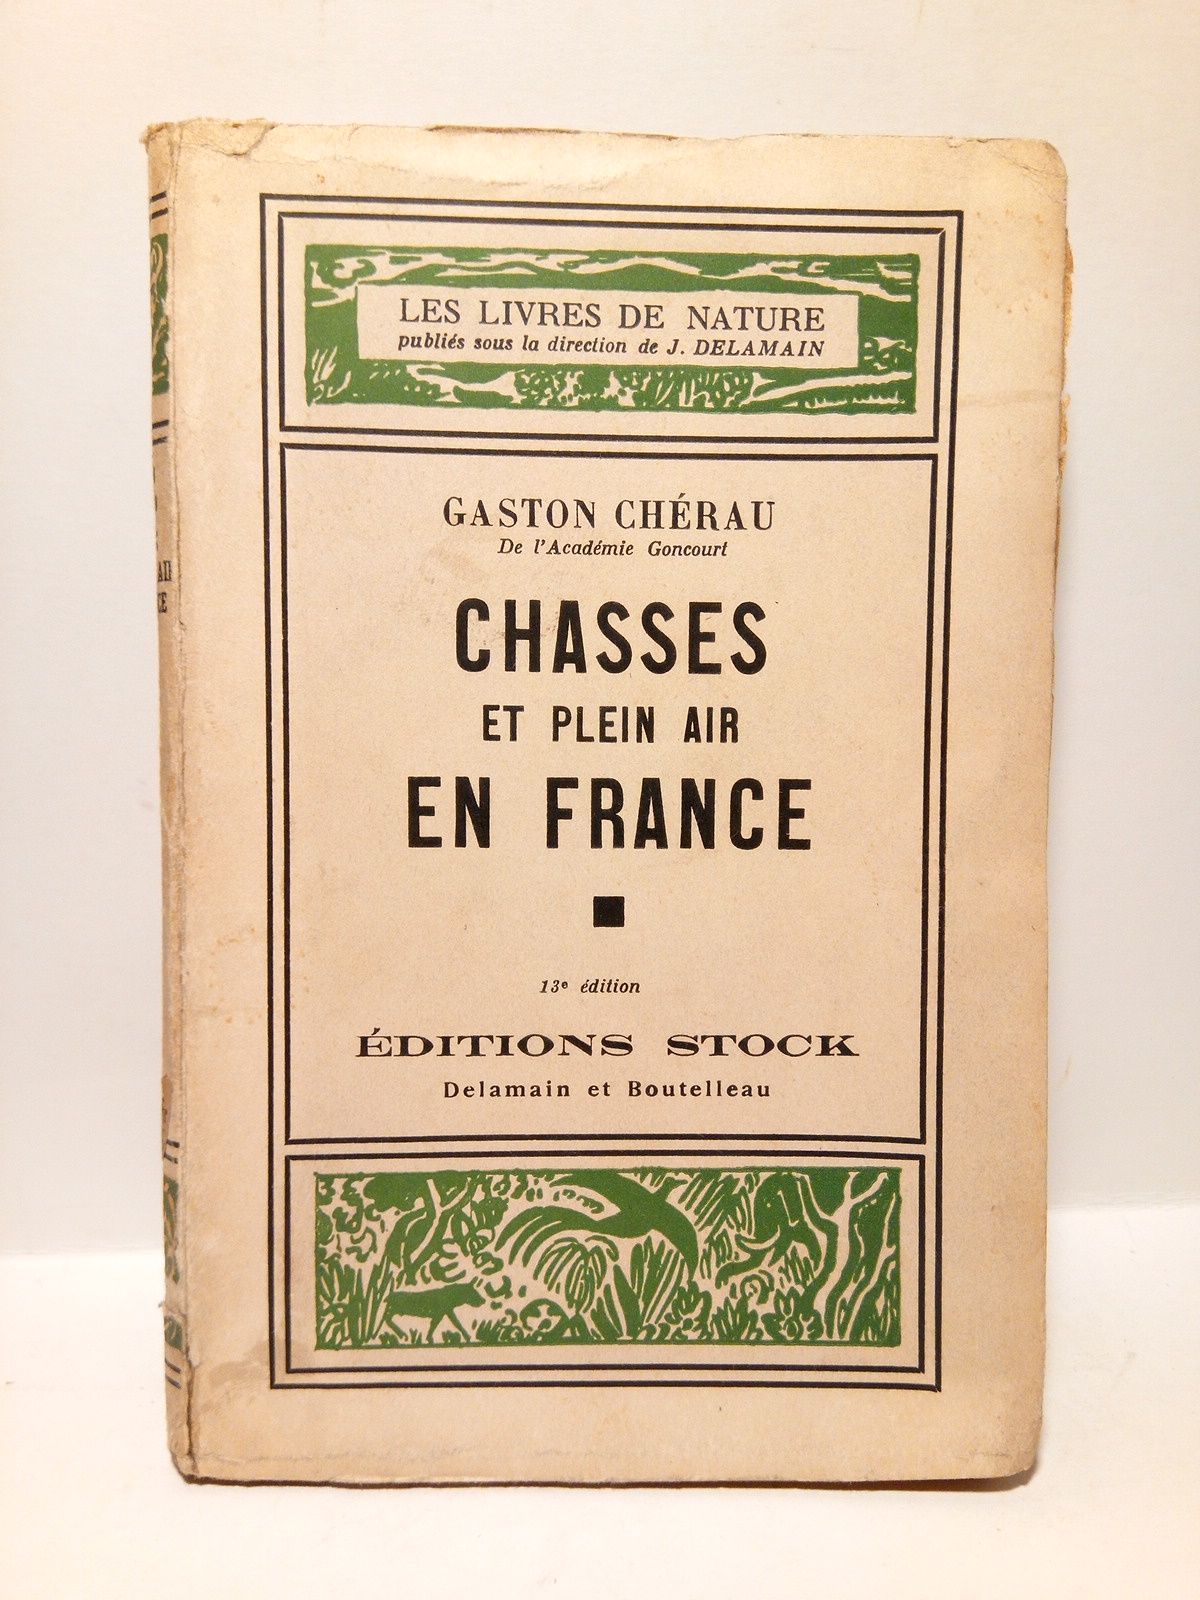 LES LIVRES DE NATURE
publiés sous la direction de J. DELAMAIN
GASTON CHÉRAU
De l'Académie Goncourt
CHASSES
ET PLEIN AIR
EN FRANCE
13e édition
ÉDITIONS STOCK
Delamain et Boutelleau